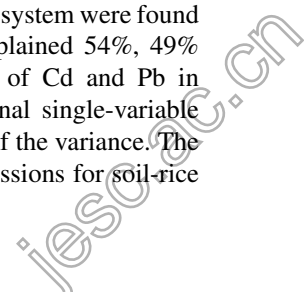 system were found
plained 54%, 49%
of Cd and Pb in
nal single-variable
of the variance. The
ssions for soil-rice
jesc.ac.cn